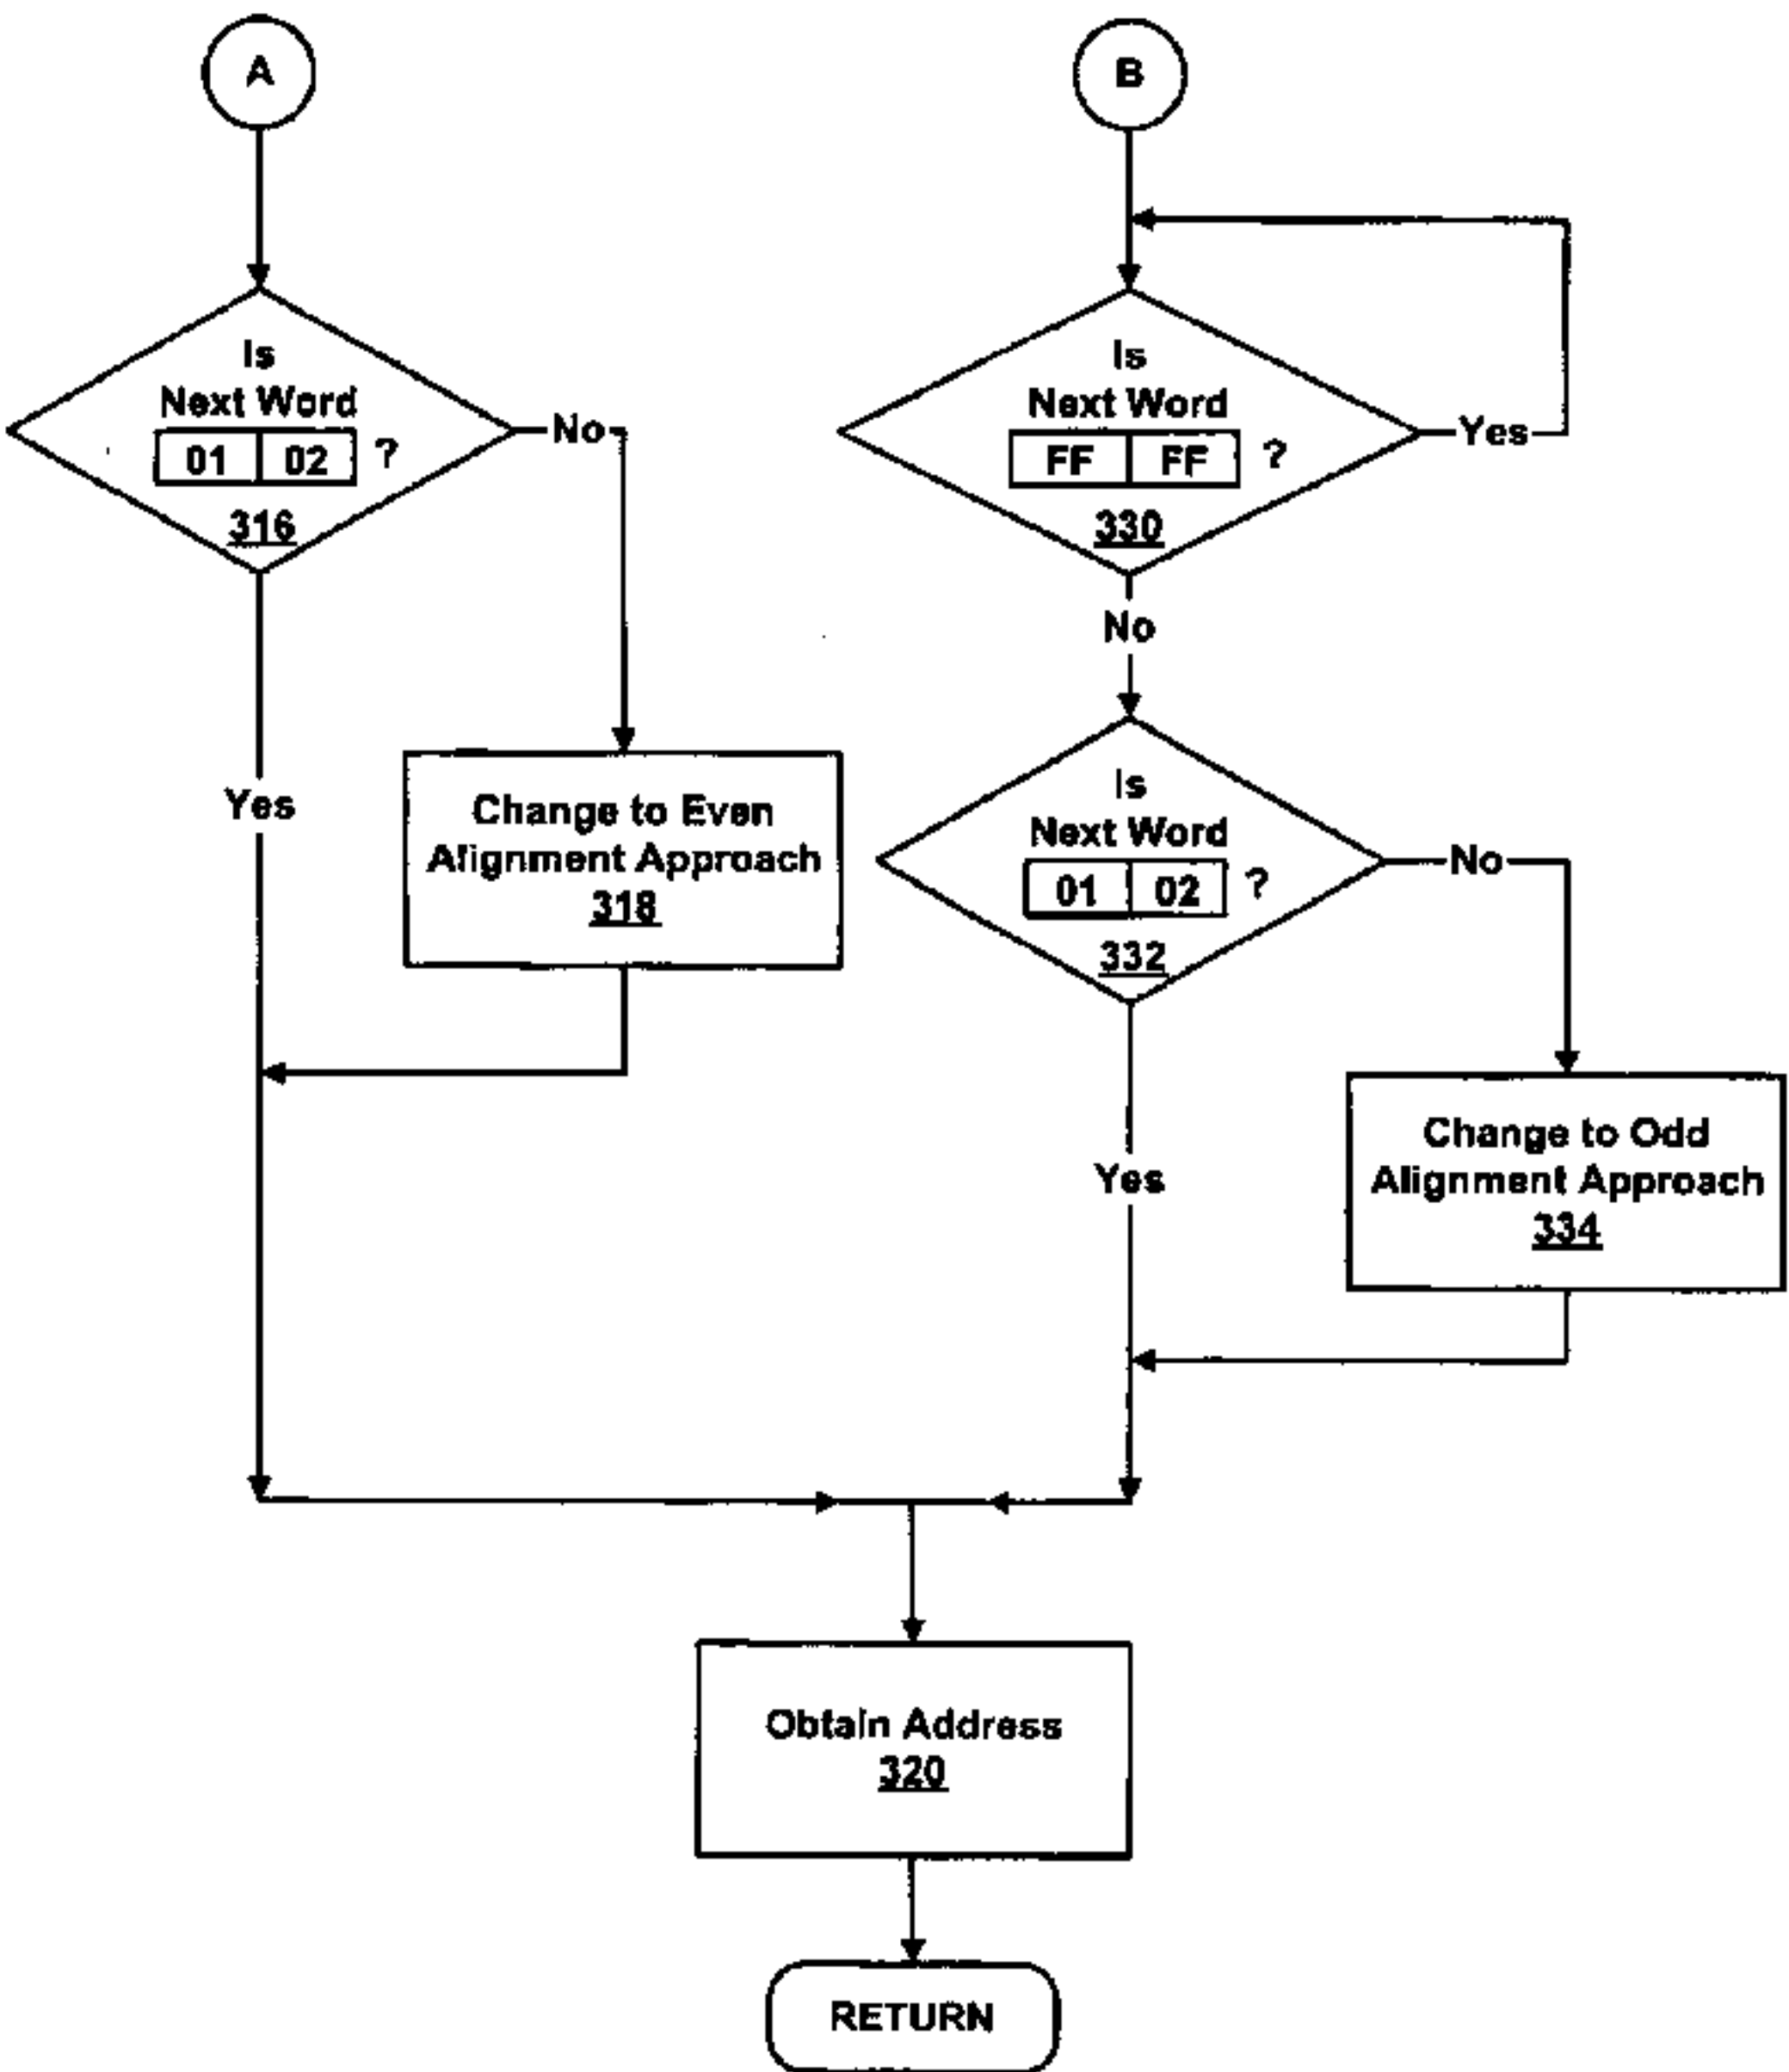 A
Is
Next Word
01 02 ?
316
No
Yes
Change to Even
Alignment Approach
318
B
Is
Next Word
FF FF ?
330
Yes
No
Is
Next Word
01 02 ?
332
No
Yes
Change to Odd
Alignment Approach
334
Obtain Address
320
RETURN